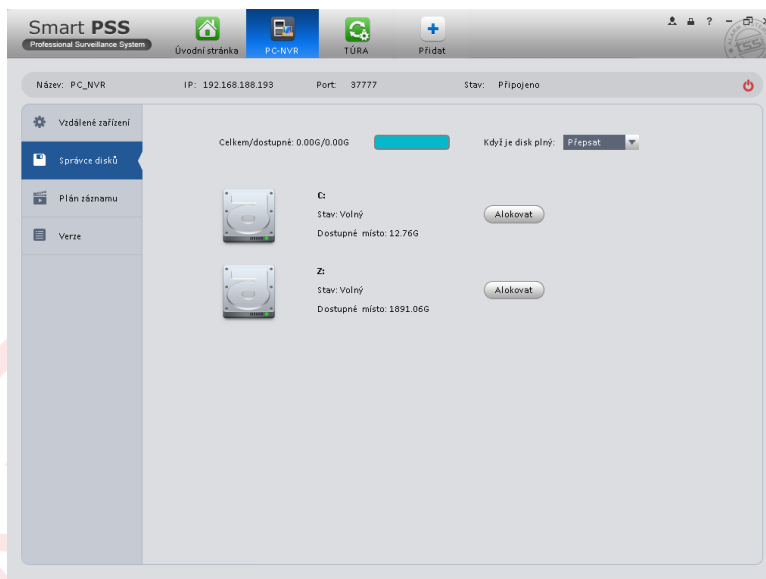 Smart PSS
Professional Surveillance System
Úvodní stránka
PC-NVR
TÚRA
Přidat
?
Název: PC_NVR
IP: 192.168.188.193
Port: 37777
Stav: Připojeno
Vzdálené zařízení
Správce disků
Plán záznamu
Verze
Celkem/dostupné: 0.00G/0.00G
Když je disk plný: Přepsat
C:
Stav: Volný
Dostupné místo: 12.76G
Alokovat
Z:
Stav: Volný
Dostupné místo: 1891.06G
Alokovat